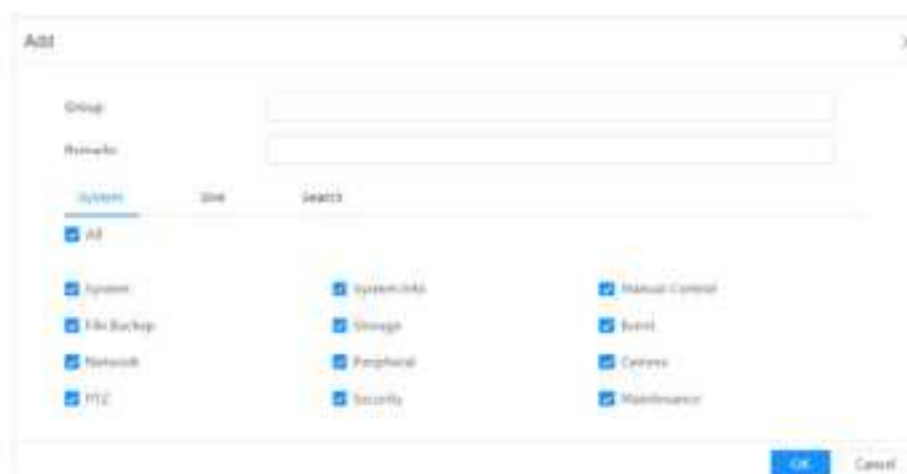 Add
Group
Remarks
System Live Search
All
System System Info Manual Control
File Backup Storage Event
Network Peripheral Camera
PTZ Security Maintenance
OK Cancel